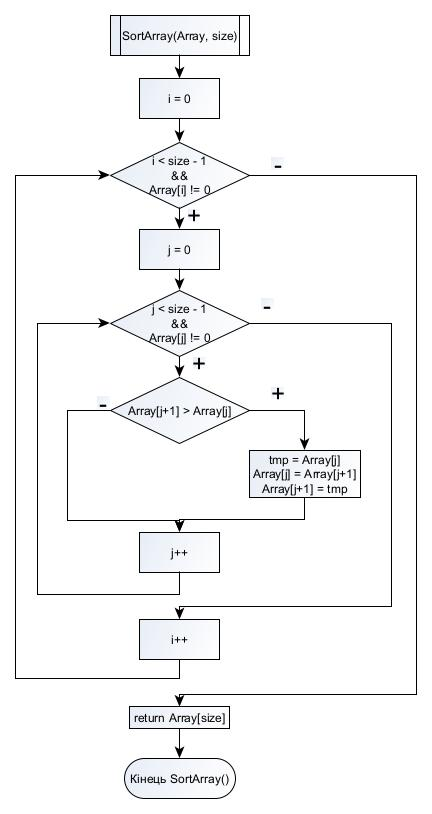 SortArray(Array, size)
i = 0
i < size - 1
&&
Array[i] != 0
-
+
j = 0
j < size - 1
&&
Array[j] != 0
-
+
Array[j+1] > Array[j]
-
+
tmp = Array[j]
Array[j] = Array[j+1]
Array[j+1] = tmp
j++
i++
return Array[size]
Кінець SortArray()